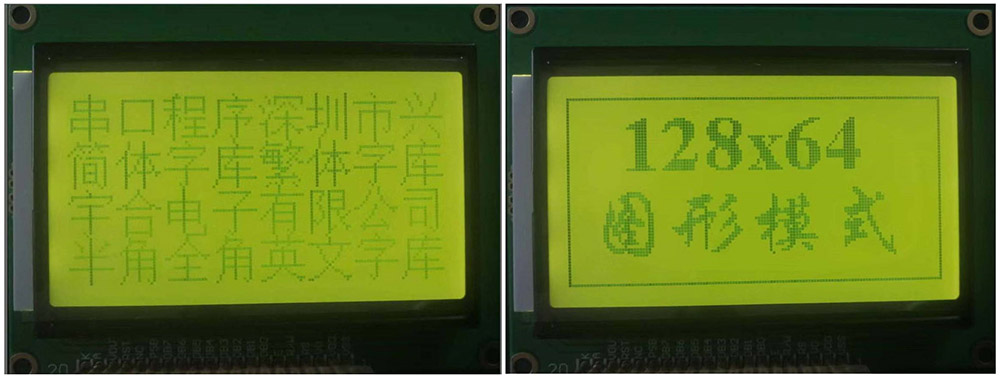 串口程序深圳市兴
简体字库繁体字库
宇合电子有限公司
半角全角英文字库
128x64
图形模式
20